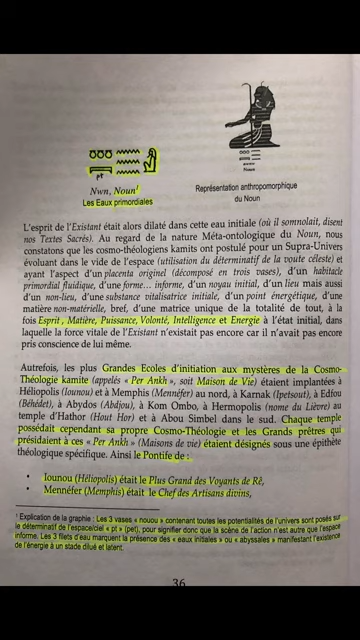 pt
Nwn, Noun¹
Les Eaux primordiales
Représentation anthropomorphique
du Noun
L'esprit de l'Existant était alors dilaté dans cette eau initiale (où il somnolait, disent
nos Textes Sacrés). Au regard de la nature Méta-ontologique du Noun, nous
constatons que les cosmo-théologiens kamits ont postulé pour un Supra-Univers
évoluant dans le vide de l'espace (utilisation du déterminatif de la voute céleste) et
ayant l'aspect d'un placenta originel (décomposé en trois vases), d'un habitacle
primordial fluidique, d'une forme... informe, d'un noyau initial, d'un lieu mais aussi
d'un non-lieu, d'une substance vitalisatrice initiale, d'un point énergétique, d'une
matière non-matérielle, bref, d'une matrice unique de la totalité de tout, à la
fois Esprit, Matière, Puissance, Volonté, Intelligence et Energie à l'état initial, dans
laquelle la force vitale de l'Existant n'existait pas encore car il n'avait pas encore
pris conscience de lui même.
Autrefois, les plus Grandes Ecoles d'initiation aux mystères de la Cosmo-
Théologie kamite (appelés « Per Ankh », soit Maison de Vie) étaient implantées à
Héliopolis (Iounou) et à Memphis (Mennéfer) au nord, à Karnak (Ipetsout), à Edfou
(Béhédet), à Abydos (Abdjou), à Kom Ombo, à Hermopolis (nome du Lièvre) au
temple d'Hathor (Hout Hor) et à Abou Simbel dans le sud. Chaque temple
possédait cependant sa propre Cosmo-Théologie et les Grands prêtres qui
présidaient à ces « Per Ankh » (Maisons de vie) étaient désignés sous une épithète
théologique spécifique. Ainsi le Pontife de :
• Iounou (Héliopolis) était le Plus Grand des Voyants de Rê,
• Mennéfer (Memphis) était le Chef des Artisans divins,
¹ Explication de la graphie : Les 3 vases « nouou » contenant toutes les potentialités de l'univers sont posés sur
le déterminatif de l'espace/ciel « pt » (pet), pour signifier donc que la scène de l'action n'est autre que l'espace
informe. Les 3 filets d'eau marquent la présence des « eaux initiales » ou « abyssales » manifestant l'existence
de l'énergie à un stade dilué et latent.
36